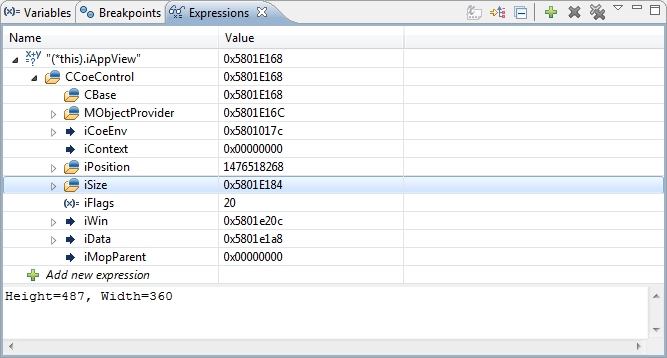 Variables Breakpoints Expressions
Name Value
"(*this).iAppView" 0x5801E168
CCoeControl 0x5801E168
CBase 0x5801E168
MObjectProvider 0x5801E16C
iCoeEnv 0x5801017c
iContext 0x00000000
iPosition 1476518268
iSize 0x5801E184
iFlags 20
iWin 0x5801e20c
iData 0x5801e1a8
iMopParent 0x00000000
Add new expression
Height=487, Width=360